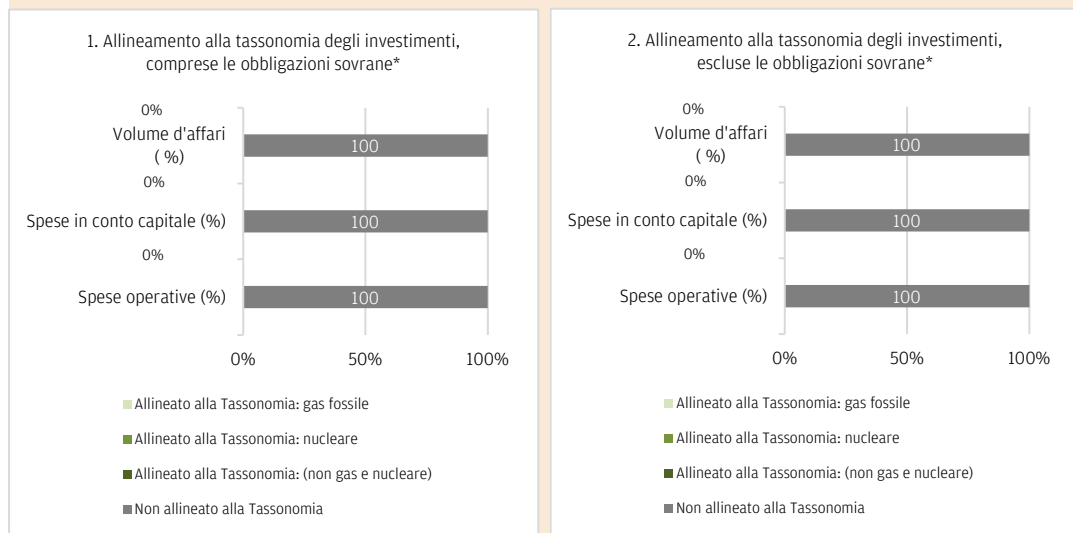 1. Allineamento alla tassonomia degli investimenti,
comprese le obbligazioni sovrane*
0%
Volume d'affari
( %)
100
0%
Spese in conto capitale (%)
100
0%
Spese operative (%)
100
0%
50%
100%
Allineato alla Tassonomia: gas fossile
Allineato alla Tassonomia: nucleare
Allineato alla Tassonomia: (non gas e nucleare)
Non allineato alla Tassonomia
2. Allineamento alla tassonomia degli investimenti,
escluse le obbligazioni sovrane*
0%
Volume d'affari
( %)
100
0%
Spese in conto capitale (%)
100
0%
Spese operative (%)
100
0%
50%
100%
Allineato alla Tassonomia: gas fossile
Allineato alla Tassonomia: nucleare
Allineato alla Tassonomia: (non gas e nucleare)
Non allineato alla Tassonomia